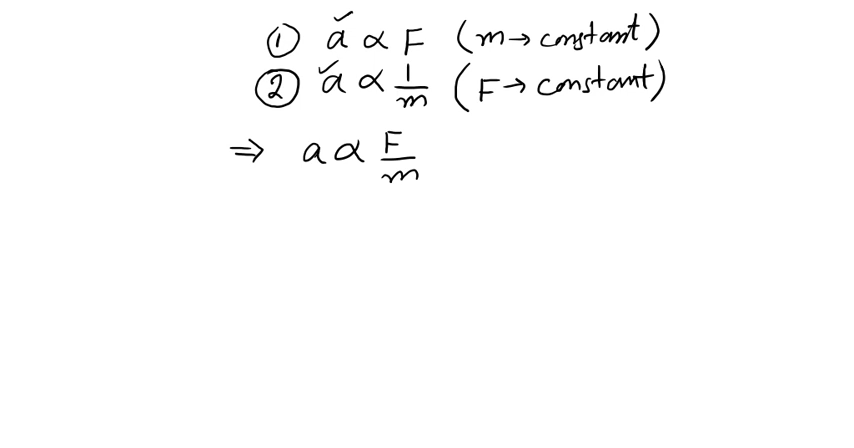 ① ă ∝ F (m → constant)
② ă ∝ 1/m (F → constant)
⇒ a ∝ F/m